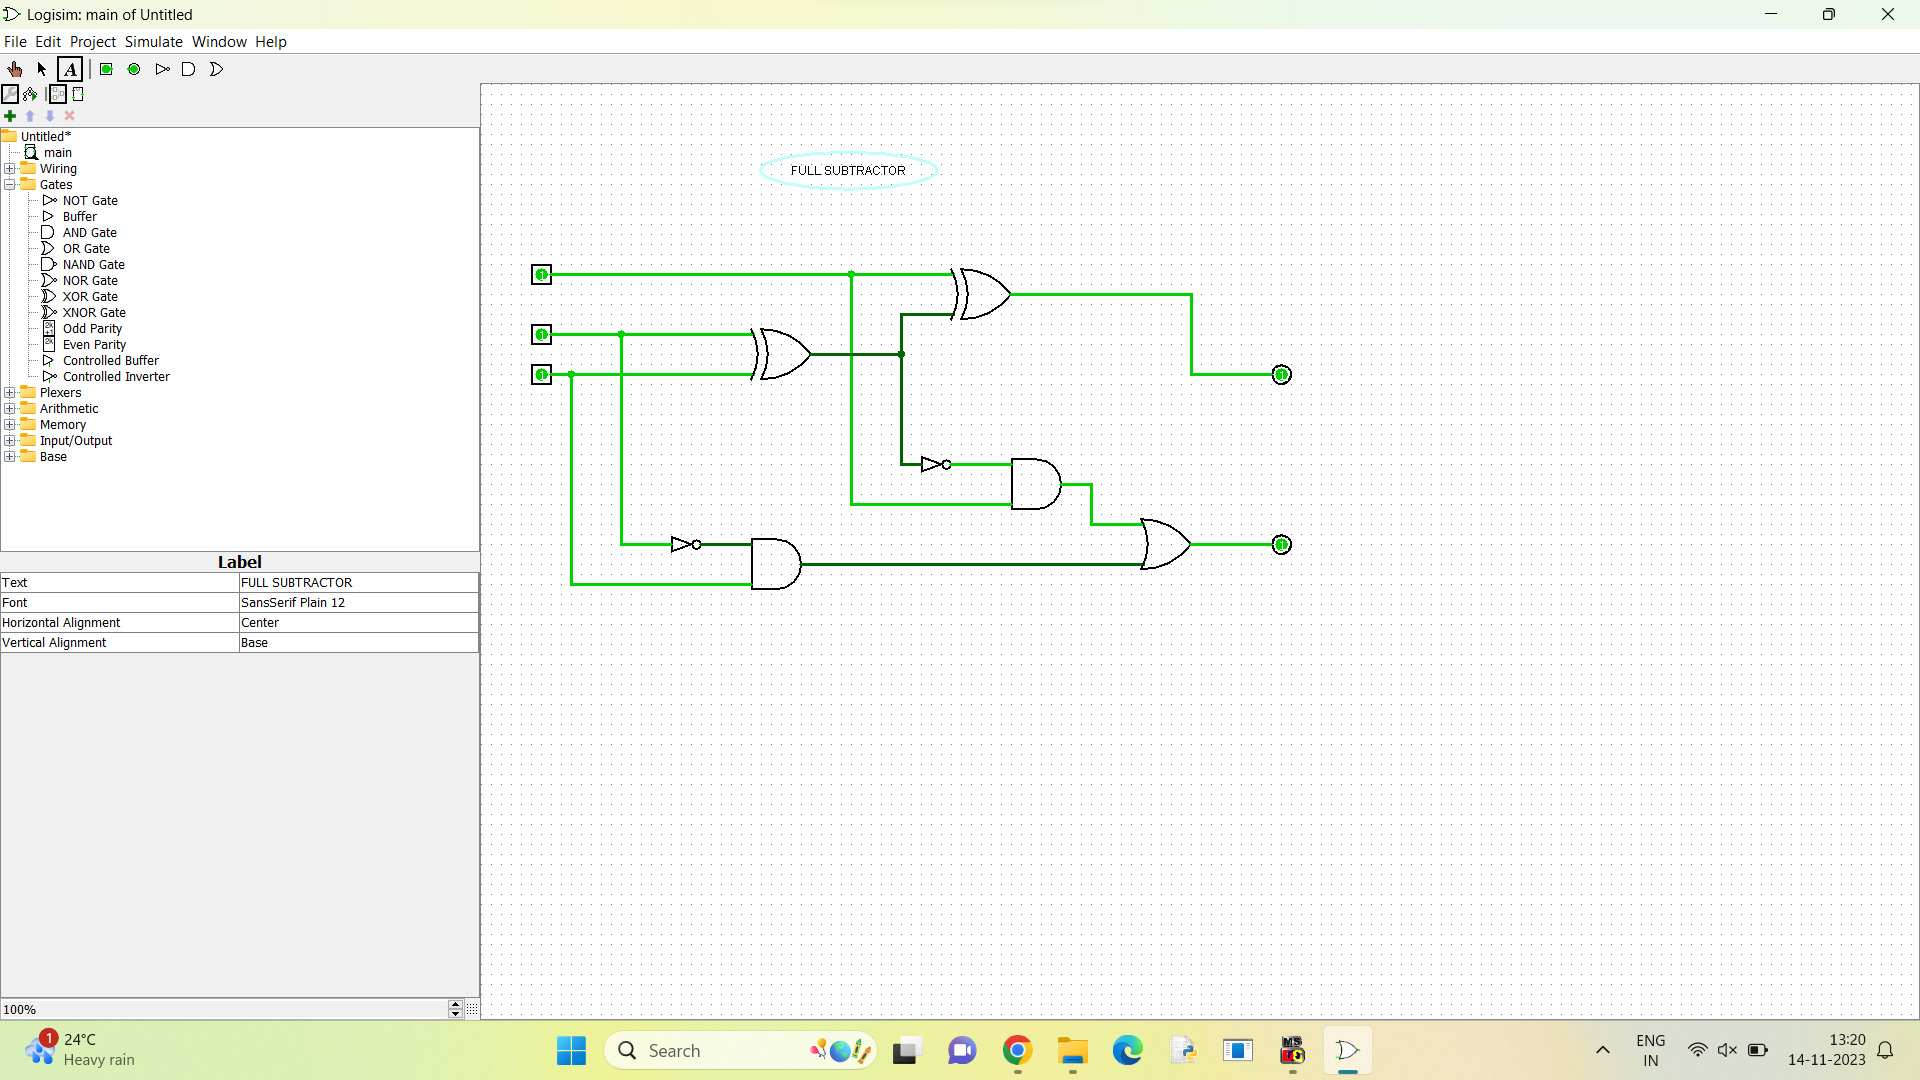 Logisim: main of Untitled
File Edit Project Simulate Window Help
A
Untitled*
main
Wiring
Gates
NOT Gate
Buffer
AND Gate
OR Gate
NAND Gate
NOR Gate
XOR Gate
XNOR Gate
Odd Parity
Even Parity
Controlled Buffer
Controlled Inverter
Plexers
Arithmetic
Memory
Input/Output
Base
Label
Text FULL SUBTRACTOR
Font SansSerif Plain 12
Horizontal Alignment Center
Vertical Alignment Base
100%
FULL SUBTRACTOR
1
1
1
1
1
1
24°C
Heavy rain
Search
MS
ENG
IN
13:20
14-11-2023